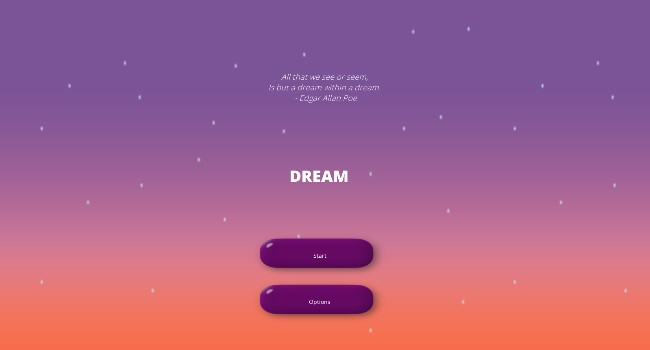 All that we see or seem,
Is but a dream within a dream.
- Edgar Allan Poe
DREAM
Start
Options